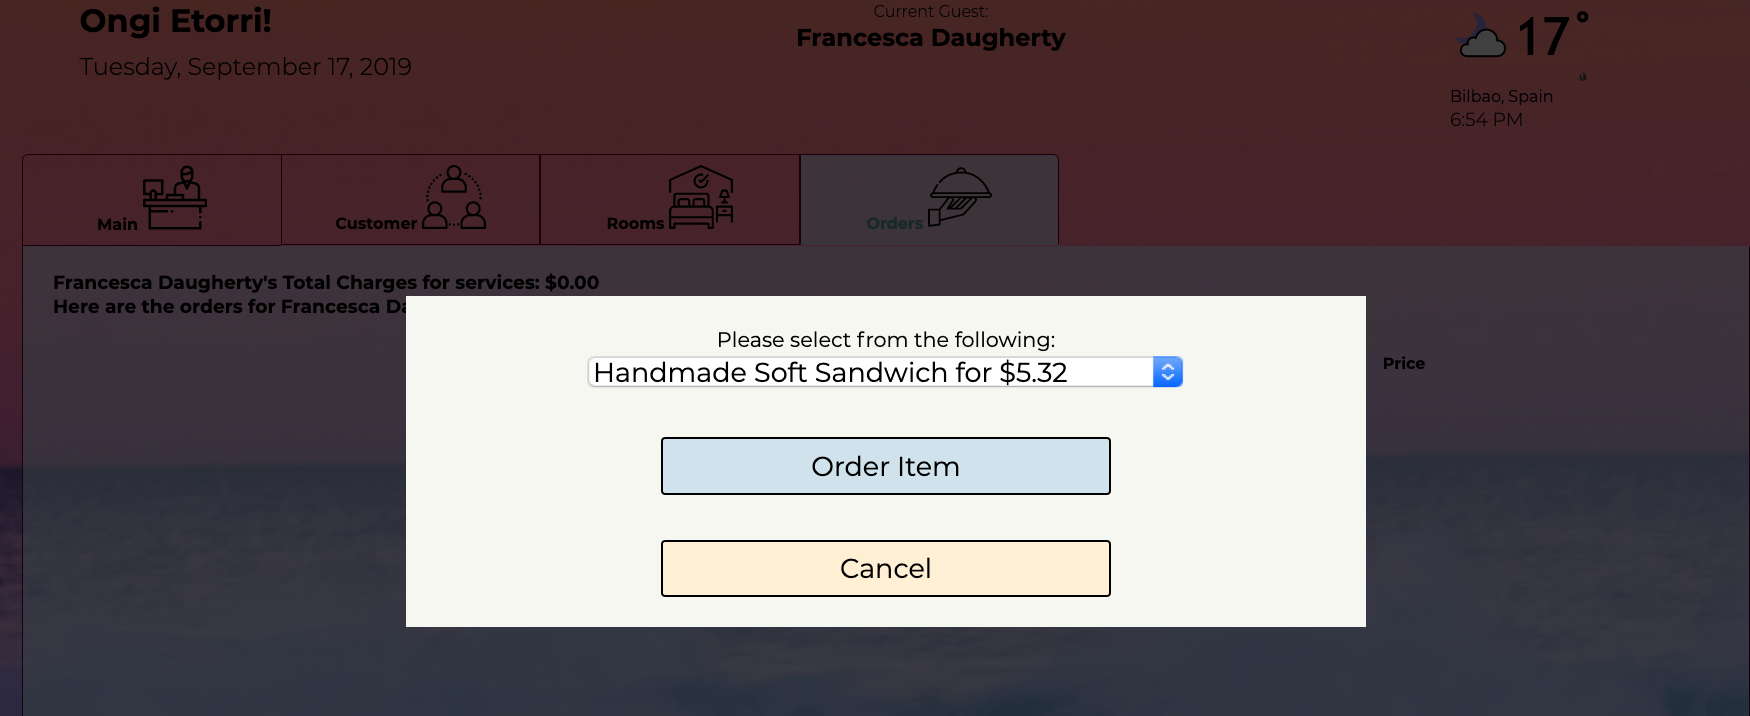 Ongi Etorri!
Tuesday, September 17, 2019
Current Guest:
Francesca Daugherty
17°
Bilbao, Spain
6:54 PM
Main
Customer
Rooms
Orders
Francesca Daugherty's Total Charges for services: $0.00
Here are the orders for Francesca
Price
Please select from the following:
Handmade Soft Sandwich for $5.32
Order Item
Cancel